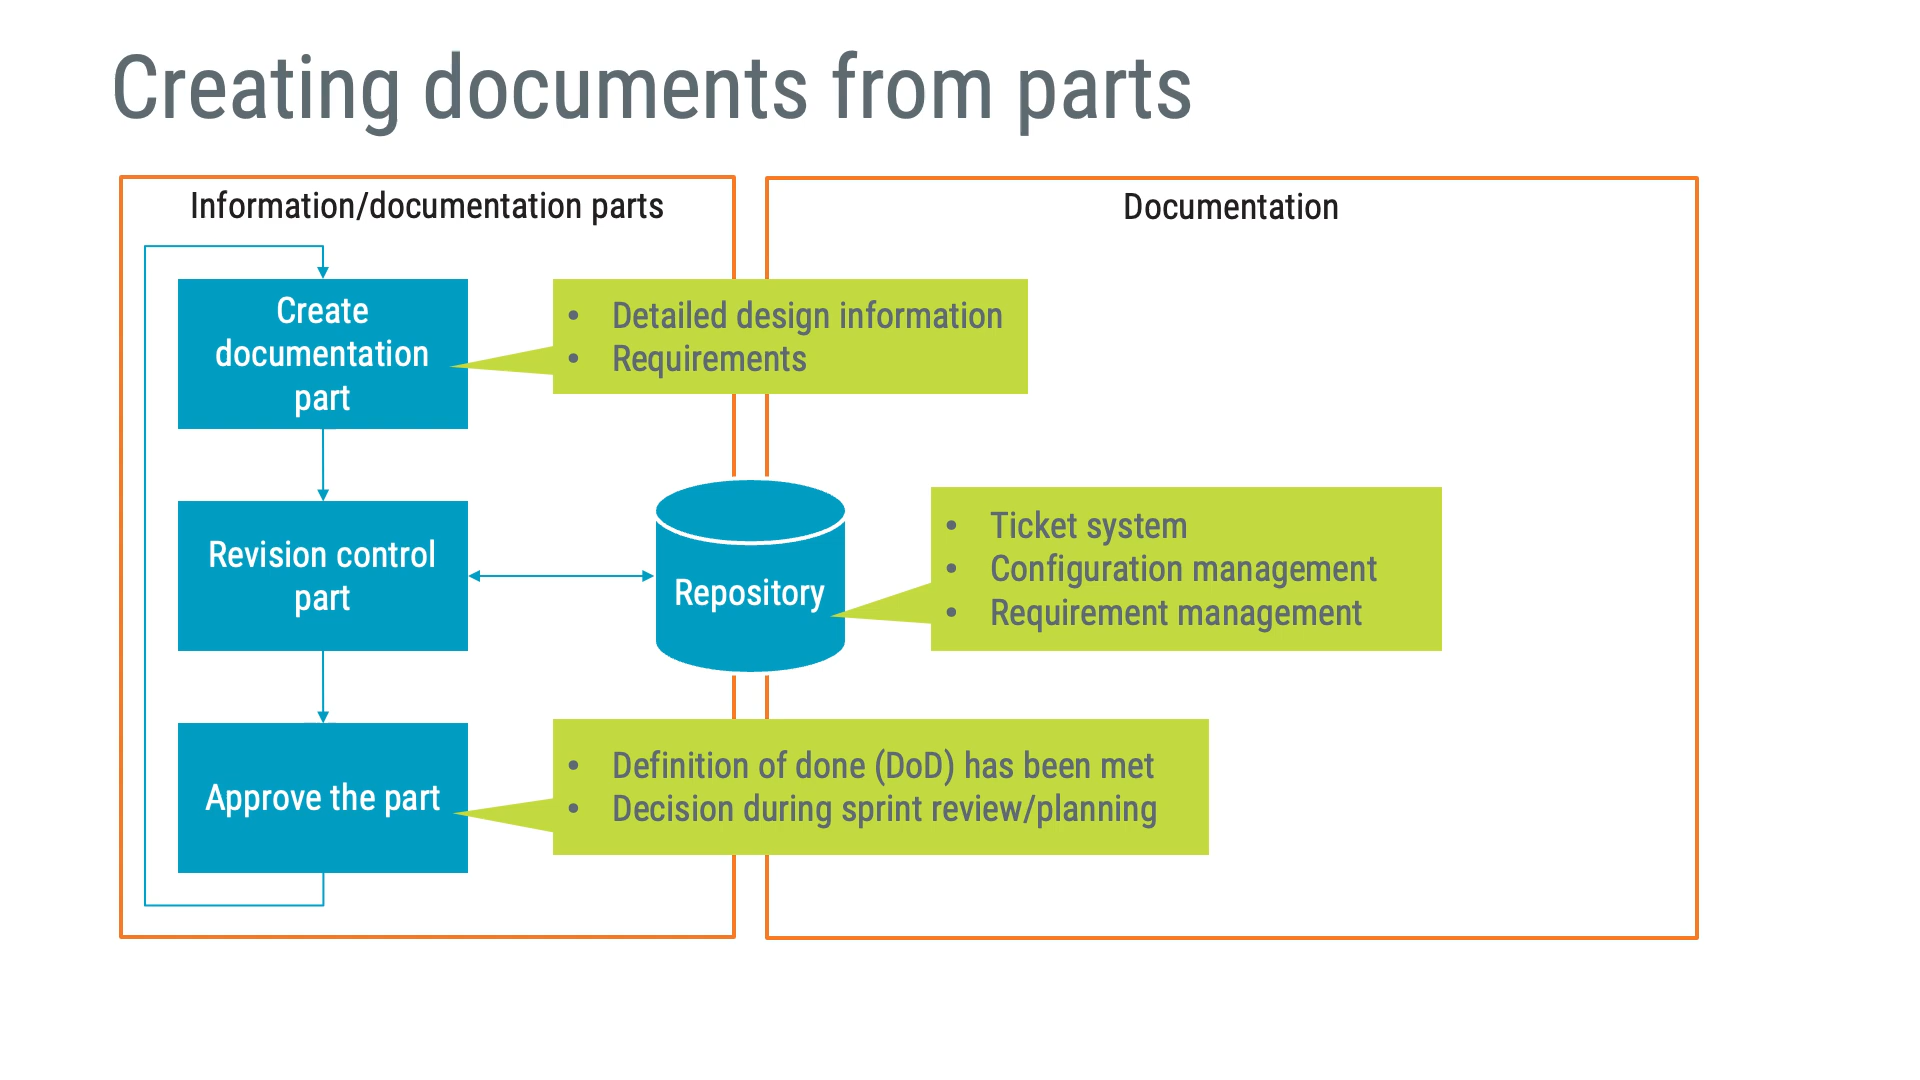 Creating documents from parts
Information/documentation parts
Documentation
Create
documentation
part
• Detailed design information
• Requirements
Revision control
part
Repository
• Ticket system
• Configuration management
• Requirement management
Approve the part
• Definition of done (DoD) has been met
• Decision during sprint review/planning